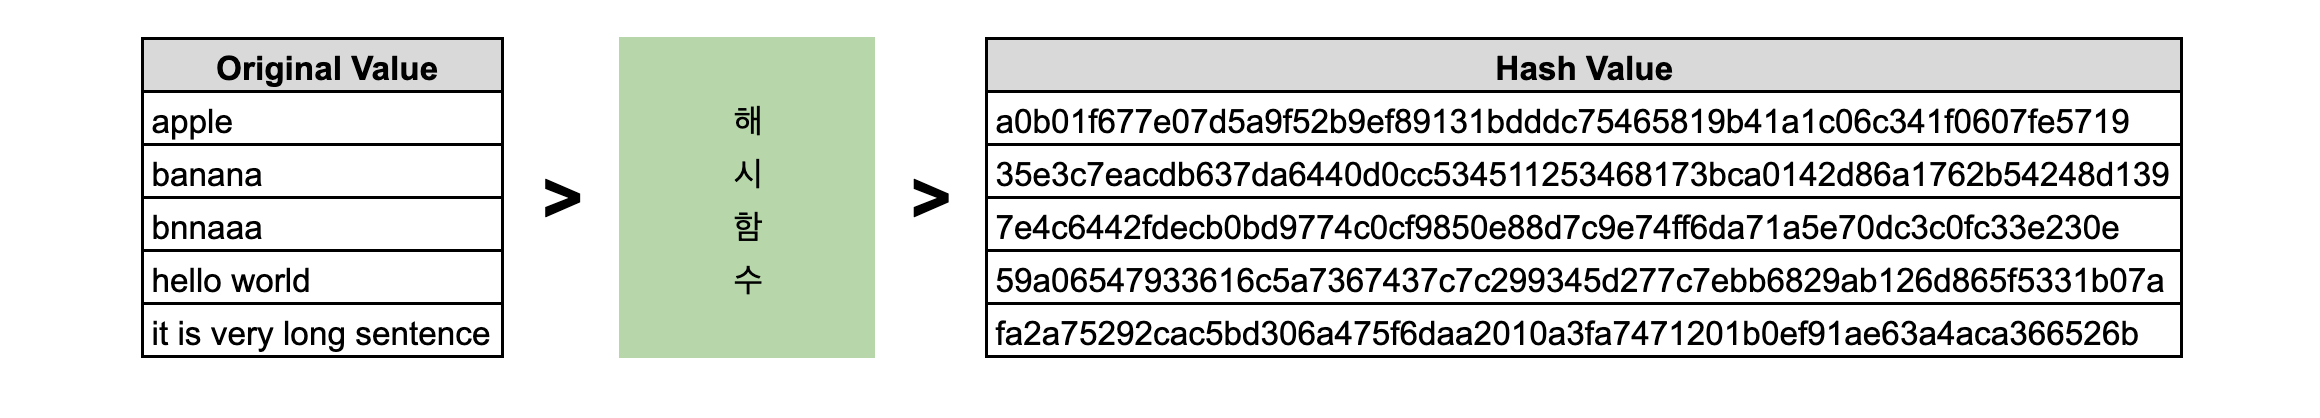 Original Value
apple
banana
bnnaaa
hello world
it is very long sentence
>
해
시
함
수
>
Hash Value
a0b01f677e07d5a9f52b9ef89131bdddc75465819b41a1c06c341f0607fe5719
35e3c7eacdb637da6440d0cc534511253468173bca0142d86a1762b54248d139
7e4c6442fdecb0bd9774c0cf9850e88d7c9e74ff6da71a5e70dc3c0fc33e230e
59a06547933616c5a7367437c7c299345d277c7ebb6829ab126d865f5331b07a
fa2a75292cac5bd306a475f6daa2010a3fa7471201b0ef91ae63a4aca366526b